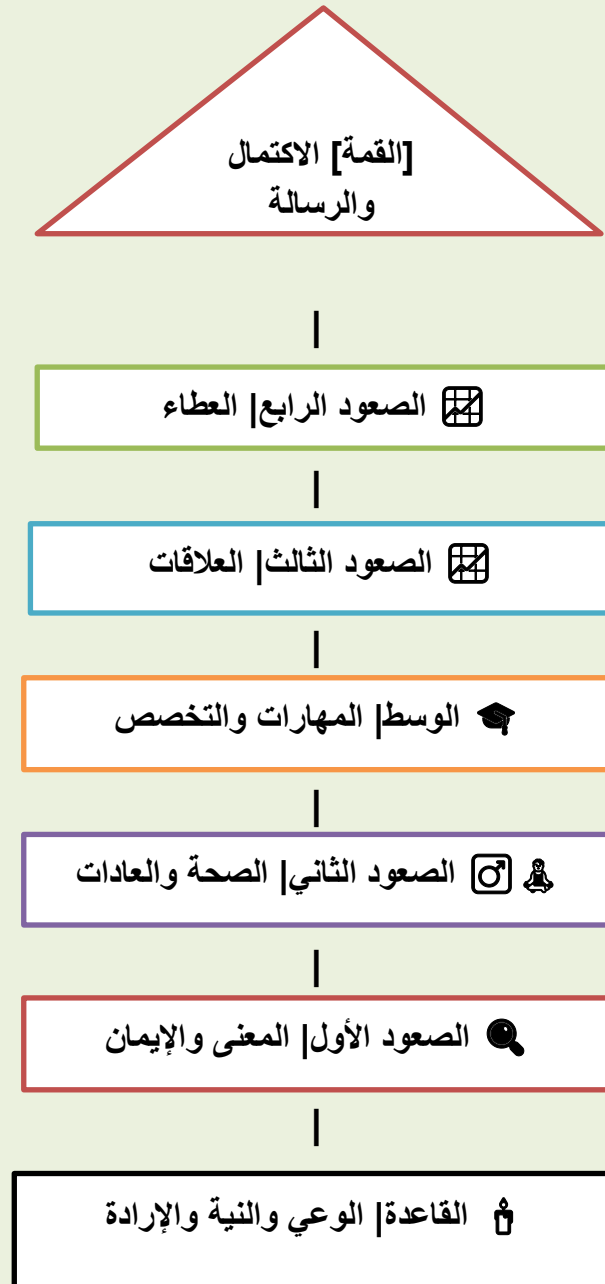 [القمة] الاكتمال
والرسالة
|
الصعود الرابع| العطاء
|
الصعود الثالث| العلاقات
|
الوسط| المهارات والتخصص
|
الصعود الثاني| الصحة والعادات
|
الصعود الأول| المعنى والإيمان
|
القاعدة| الوعي والنية والإرادة